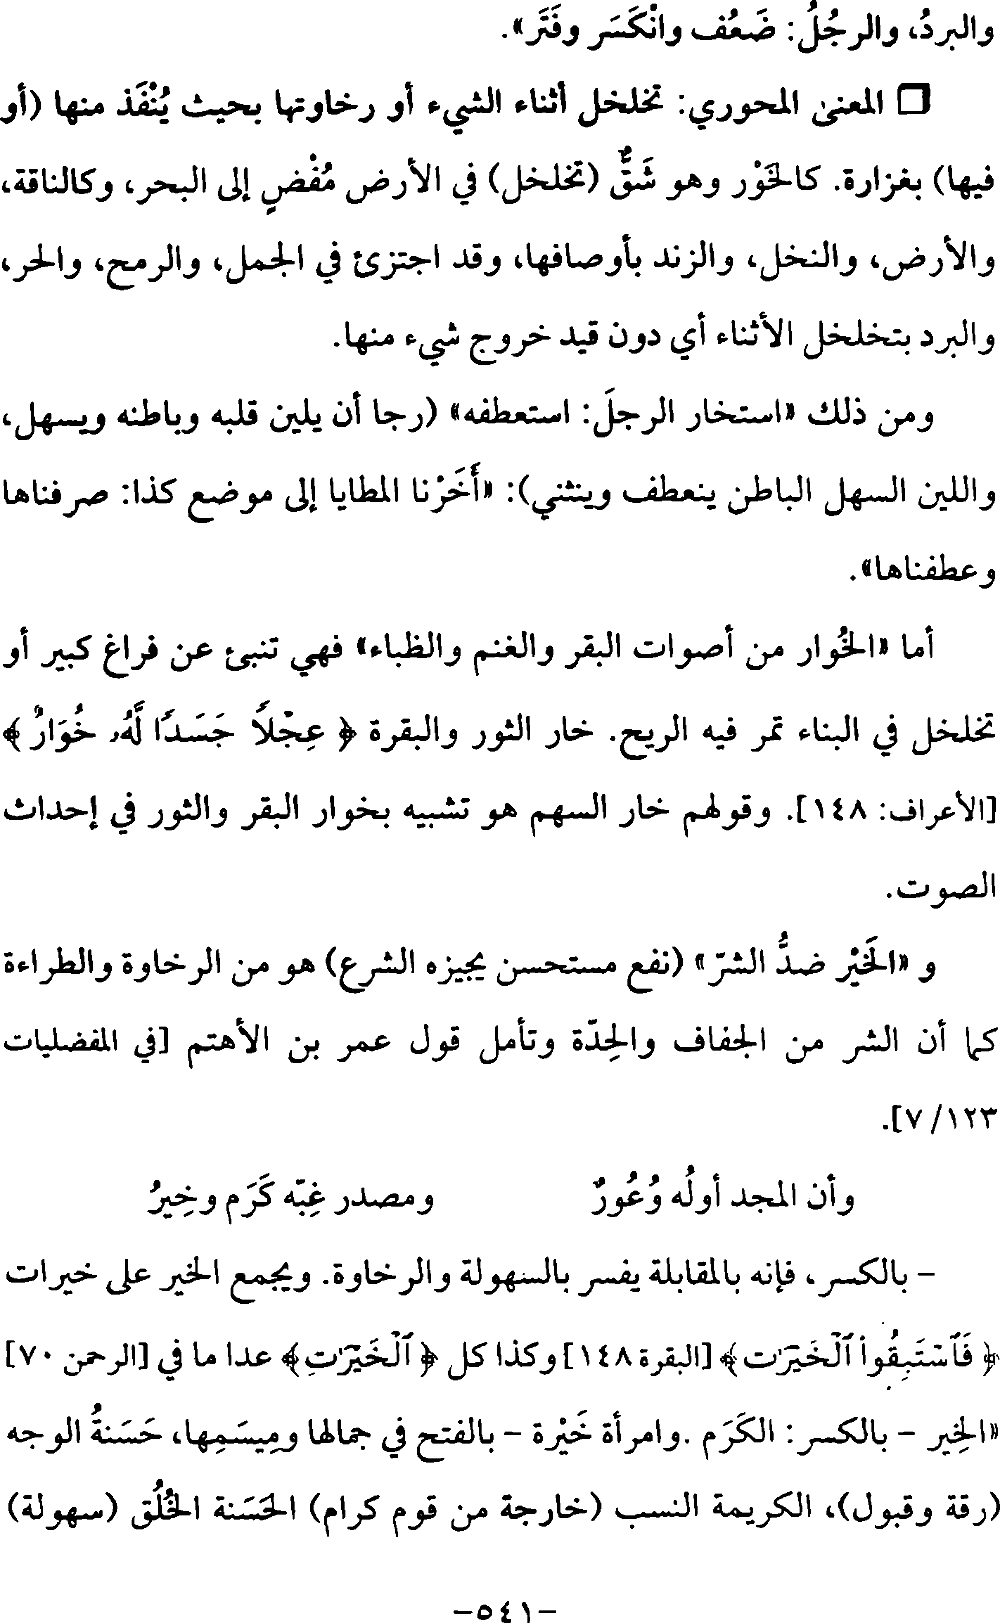 والبردُ، والرجُلُ: ضَعُف وانْكَسَر وفَتَر».
□ المعنىٰ المحوري: تخلخل أثناء الشيء أو رخاوتها بحيث يُنْفَذ منها (أو
فيها) بغزارة. كالخَوْر وهو شَقٌّ (تخلخل) في الأرض مُفْضٍ إلى البحر، وكالناقة،
والأرض، والنخل، والزند بأوصافها، وقد اجتزئ في الجمل، والرمح، والحر،
والبرد بتخلخل الأثناء أي دون قيد خروج شيء منها.
ومن ذلك «استخار الرجلَ: استعطفه» (رجا أن يلين قلبه وباطنه ويسهل،
واللين السهل الباطن ينعطف وينثني): «أَخَرْنا المطايا إلى موضع كذا: صرفناها
وعطفناها».
أما «الخُوار من أصوات البقر والغنم والظباء» فهي تنبئ عن فراغ كبير أو
تخلخل في البناء تمر فيه الريح. خار الثور والبقرة ﴿ عِجْلًا جَسَدًا لَّهُۥ خُوَارٌ ﴾
[الأعراف: ١٤٨]. وقولهم خار السهم هو تشبيه بخوار البقر والثور في إحداث
الصوت.
و «الخَيْر ضدُّ الشرّ» (نفع مستحسن يجيزه الشرع) هو من الرخاوة والطراءة
كما أن الشر من الجفاف والحِدّة وتأمل قول عمر بن الأهتم [في المفضليات
١٢٣/ ٧].
وأن المجد أولُه وُعُورٌ ومصدر غِبّه كَرَم وخِيرُ
– بالكسر، فإنه بالمقابلة يفسر بالسهولة والرخاوة. ويجمع الخير على خيرات
﴿ فَٱسْتَبِقُوا۟ ٱلْخَيْرَٰتِ ﴾ [البقرة ١٤٨] وكذا كل ﴿ ٱلْخَيْرَٰتِ ﴾ عدا ما في [الرحمن ٧٠]
«الخِير – بالكسر: الكَرَم .وامرأة خَيْرة – بالفتح في جمالها ومِيسَمِها، حَسَنةُ الوجه
(رقة وقبول)، الكريمة النسب (خارجة من قوم كرام) الحَسَنة الخُلُق (سهولة)
-٥٤١-